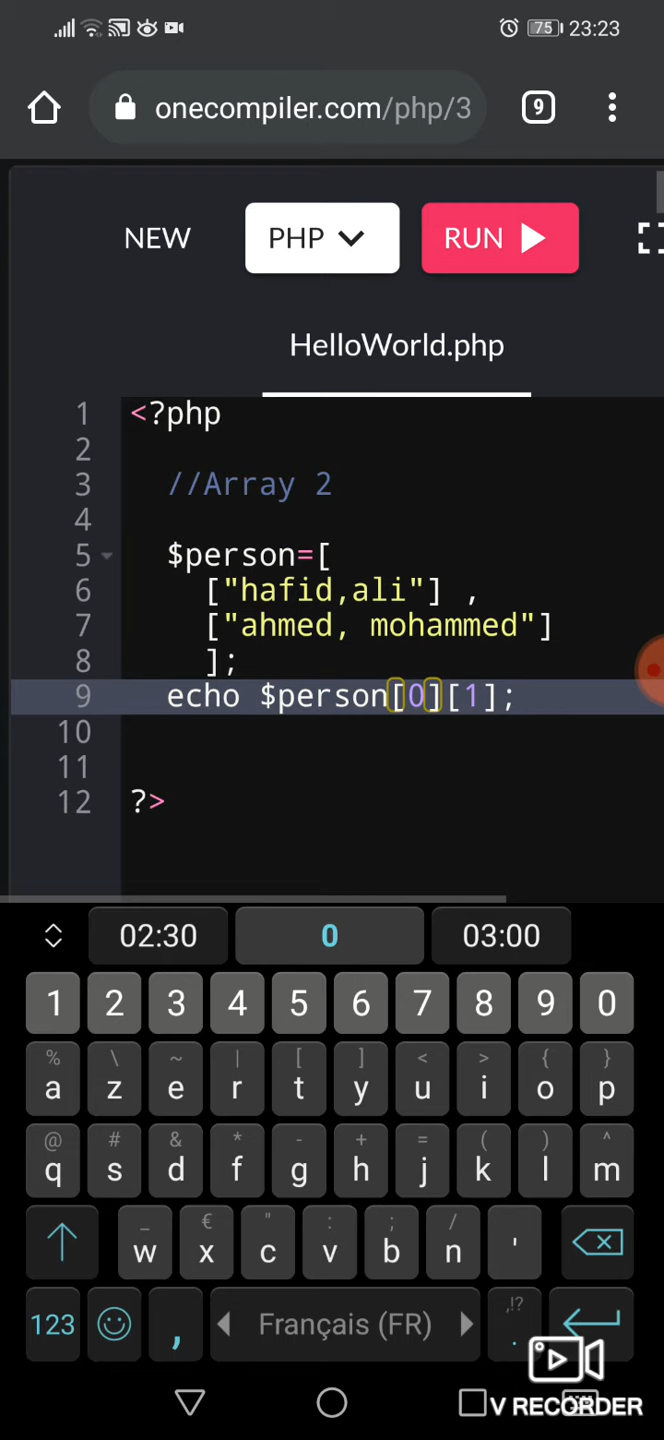 75 23:23
onecompiler.com/php/3 9
NEW PHP RUN
HelloWorld.php
1 <?php
2
3 //Array 2
4
5 $person=[
6 ["hafid,ali"] ,
7 ["ahmed, mohammed"]
8 ];
9 echo $person[0][1];
10
11
12 ?>
02:30 0 03:00
1 2 3 4 5 6 7 8 9 0
% \ ~ | [ ] < > { }
a z e r t y u i o p
@ # & * - + = ( ) ^
q s d f g h j k l m
_ € " : ; /
w x c v b n '
,!?
123 , Français (FR) .
V RECORDER